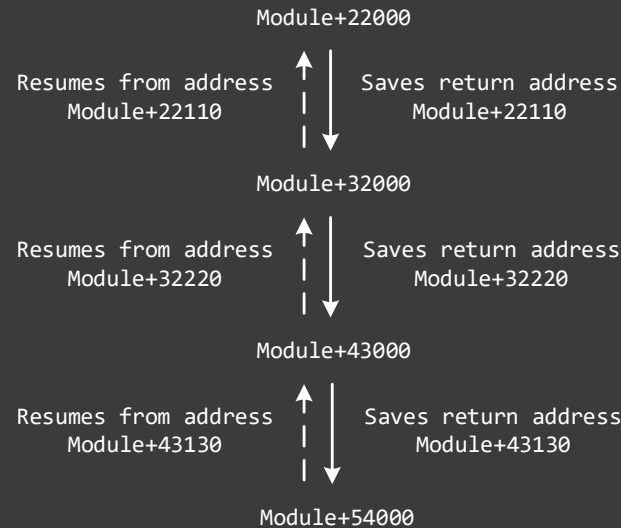 Module+22000
Resumes from address
Module+22110
Saves return address
Module+22110
Module+32000
Resumes from address
Module+32220
Saves return address
Module+32220
Module+43000
Resumes from address
Module+43130
Saves return address
Module+43130
Module+54000